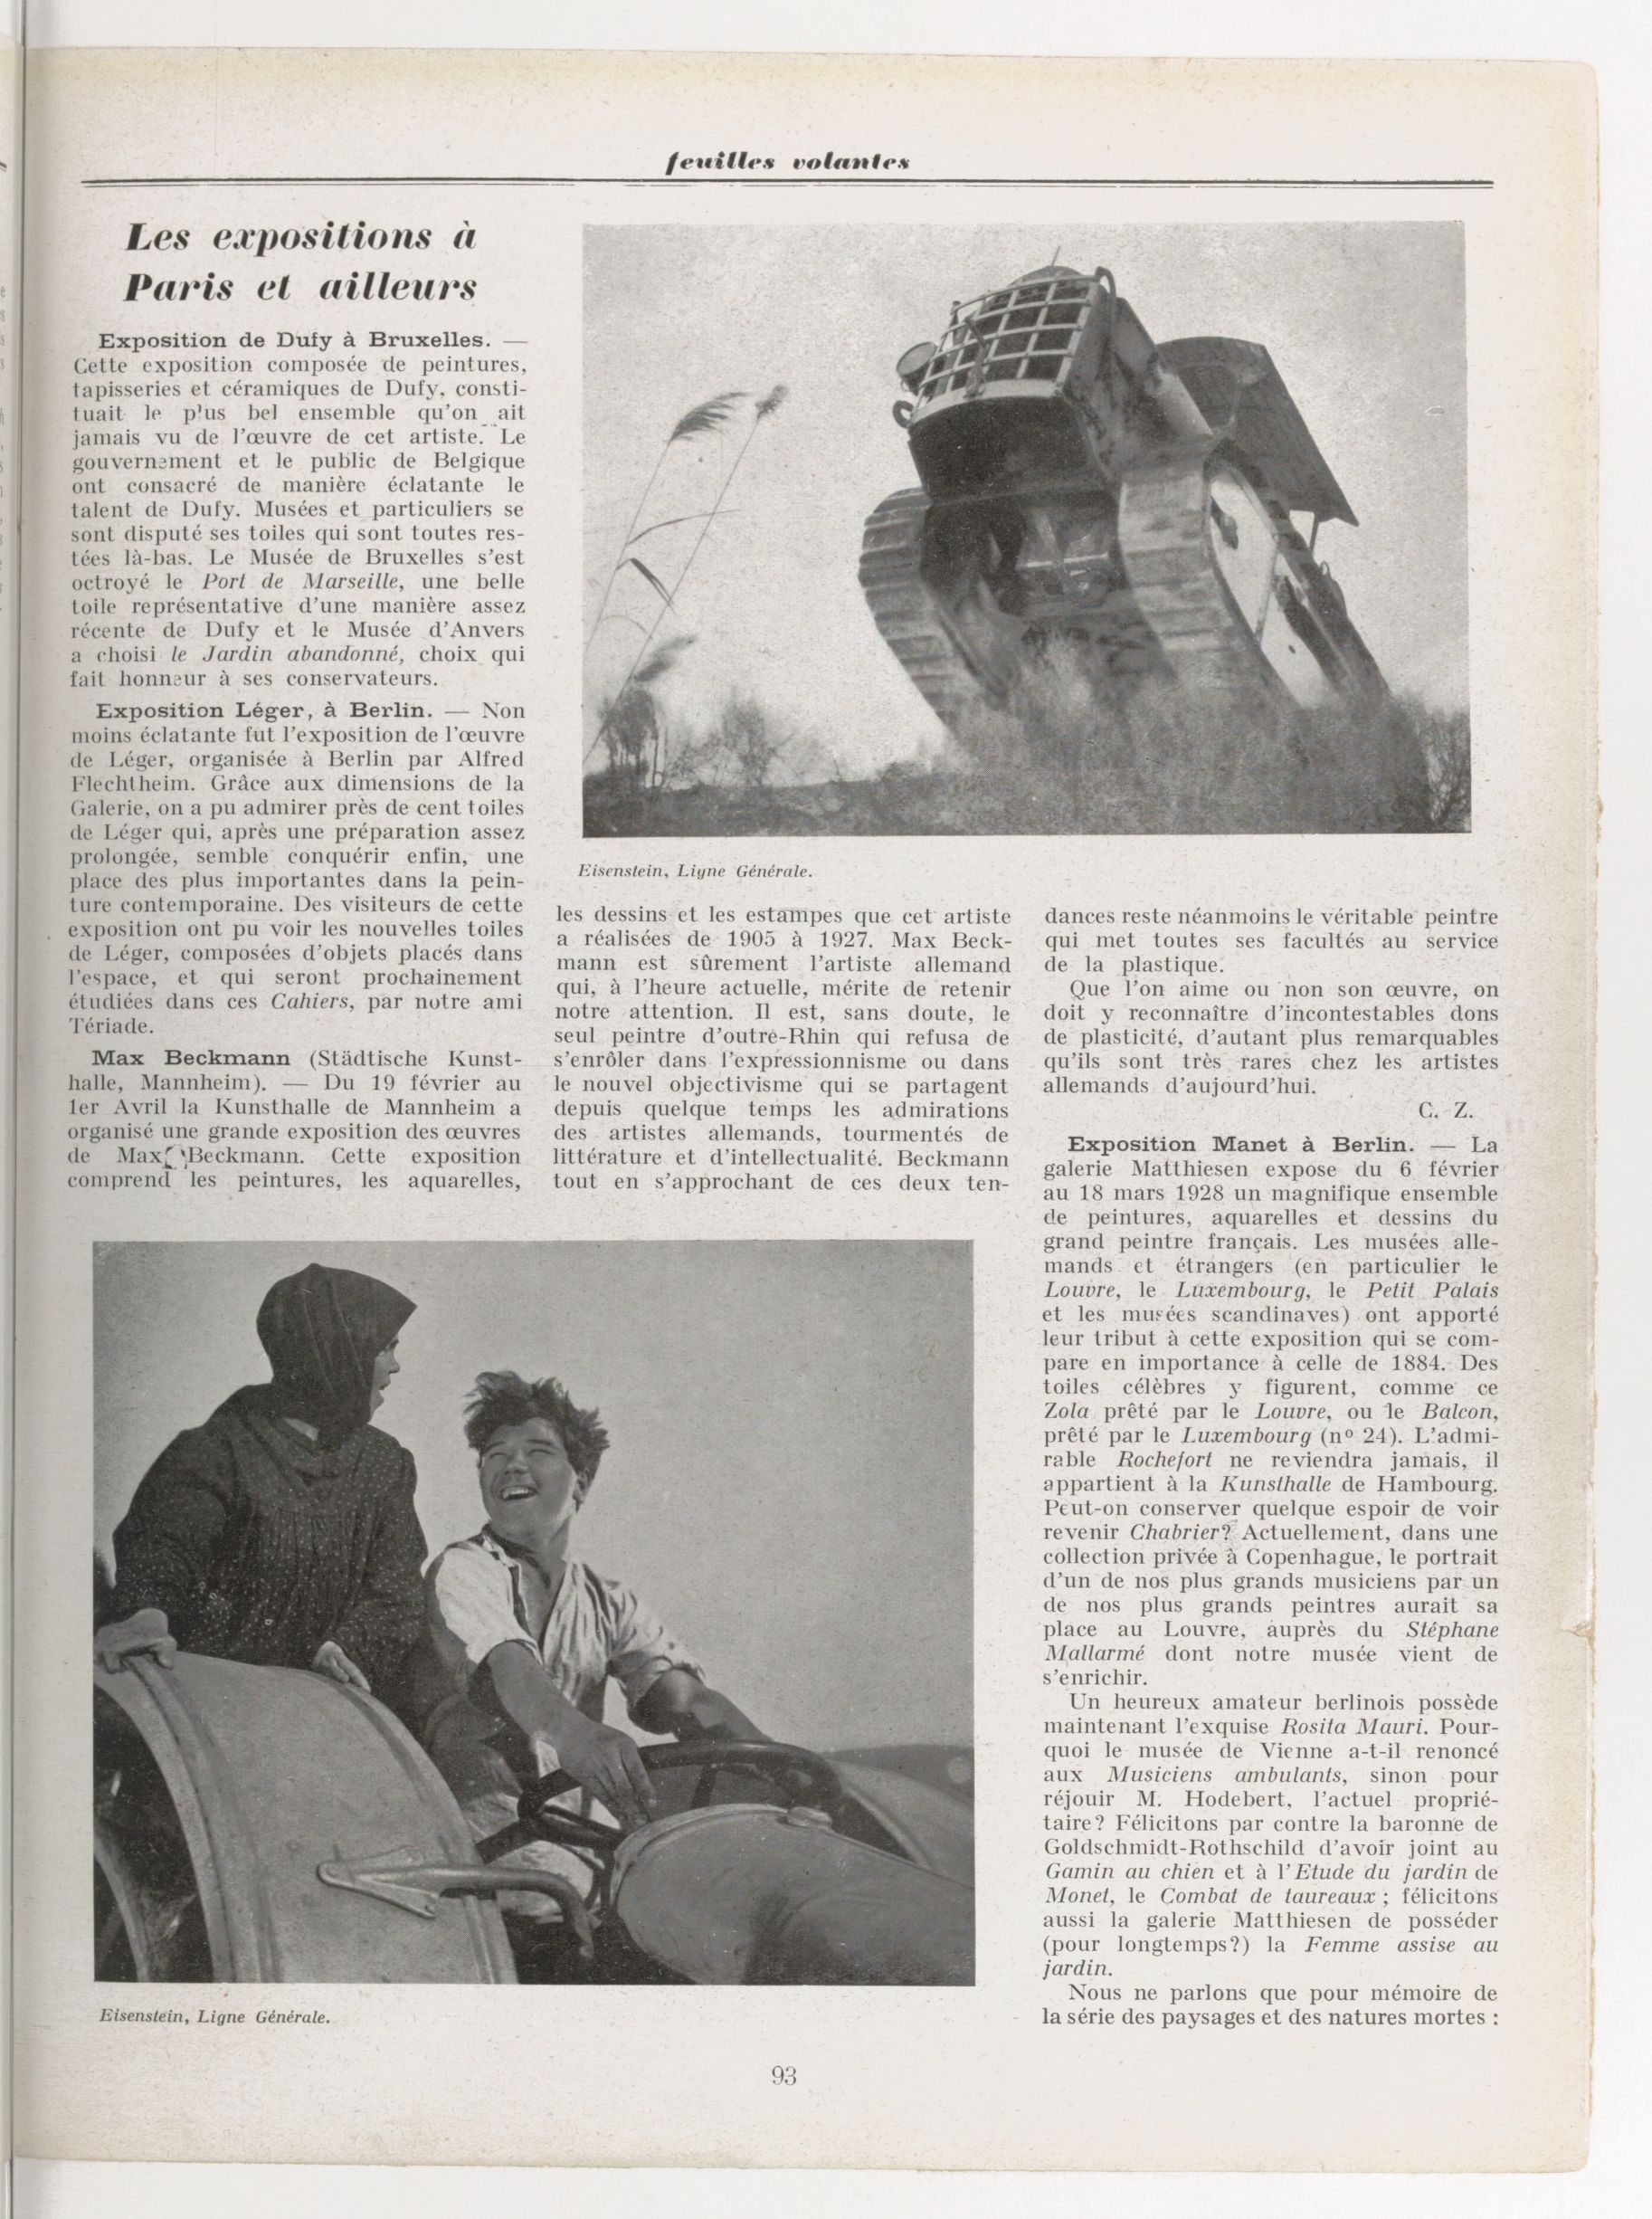 feuilles volantes
Les expositions à
Paris et ailleurs
Exposition de Dufy à Bruxelles. —
Cette exposition composée de peintures,
tapisseries et céramiques de Dufy, consti-
tuait le plus bel ensemble qu'on ait
jamais vu de l'œuvre de cet artiste. Le
gouvernement et le public de Belgique
ont consacré de manière éclatante le
talent de Dufy. Musées et particuliers se
sont disputé ses toiles qui sont toutes res-
tées là-bas. Le Musée de Bruxelles s'est
octroyé le Port de Marseille, une belle
toile représentative d'une manière assez
récente de Dufy et le Musée d'Anvers
a choisi le Jardin abandonné, choix qui
fait honneur à ses conservateurs.
Exposition Léger, à Berlin. — Non
moins éclatante fut l'exposition de l'œuvre
de Léger, organisée à Berlin par Alfred
Flechtheim. Grâce aux dimensions de la
Galerie, on a pu admirer près de cent toiles
de Léger qui, après une préparation assez
prolongée, semble conquérir enfin, une
place des plus importantes dans la pein-
ture contemporaine. Des visiteurs de cette
exposition ont pu voir les nouvelles toiles
de Léger, composées d'objets placés dans
l'espace, et qui seront prochainement
étudiées dans ces Cahiers, par notre ami
Tériade.
Max Beckmann (Städtische Kunst-
halle, Mannheim). — Du 19 février au
1er Avril la Kunsthalle de Mannheim a
organisé une grande exposition des œuvres
de Max Beckmann. Cette exposition
comprend les peintures, les aquarelles,
Eisenstein, Ligne Générale.
les dessins et les estampes que cet artiste
a réalisées de 1905 à 1927. Max Beck-
mann est sûrement l'artiste allemand
qui, à l'heure actuelle, mérite de retenir
notre attention. Il est, sans doute, le
seul peintre d'outre-Rhin qui refusa de
s'enrôler dans l'expressionnisme ou dans
le nouvel objectivisme qui se partagent
depuis quelque temps les admirations
des artistes allemands, tourmentés de
littérature et d'intellectualité. Beckmann
tout en s'approchant de ces deux ten-
dances reste néanmoins le véritable peintre
qui met toutes ses facultés au service
de la plastique.
Que l'on aime ou non son œuvre, on
doit y reconnaître d'incontestables dons
de plasticité, d'autant plus remarquables
qu'ils sont très rares chez les artistes
allemands d'aujourd'hui.
C. Z.
Exposition Manet à Berlin. — La
galerie Matthiesen expose du 6 février
au 18 mars 1928 un magnifique ensemble
de peintures, aquarelles et dessins du
grand peintre français. Les musées alle-
mands et étrangers (en particulier le
Louvre, le Luxembourg, le Petit Palais
et les musées scandinaves) ont apporté
leur tribut à cette exposition qui se com-
pare en importance à celle de 1884. Des
toiles célèbres y figurent, comme ce
Zola prêté par le Louvre, ou le Balcon,
prêté par le Luxembourg (nº 24). L'admi-
rable Rochefort ne reviendra jamais, il
appartient à la Kunsthalle de Hambourg.
Peut-on conserver quelque espoir de voir
revenir Chabrier? Actuellement, dans une
collection privée à Copenhague, le portrait
d'un de nos plus grands musiciens par un
de nos plus grands peintres aurait sa
place au Louvre, auprès du Stéphane
Mallarmé dont notre musée vient de
s'enrichir.
Un heureux amateur berlinois possède
maintenant l'exquise Rosita Mauri. Pour-
quoi le musée de Vienne a-t-il renoncé
aux Musiciens ambulants, sinon pour
réjouir M. Hodebert, l'actuel proprié-
taire? Félicitons par contre la baronne de
Goldschmidt-Rothschild d'avoir joint au
Gamin au chien et à l'Etude du jardin de
Monet, le Combat de taureaux ; félicitons
aussi la galerie Matthiesen de posséder
(pour longtemps?) la Femme assise au
jardin.
Nous ne parlons que pour mémoire de
la série des paysages et des natures mortes :
Eisenstein, Ligne Générale.
93